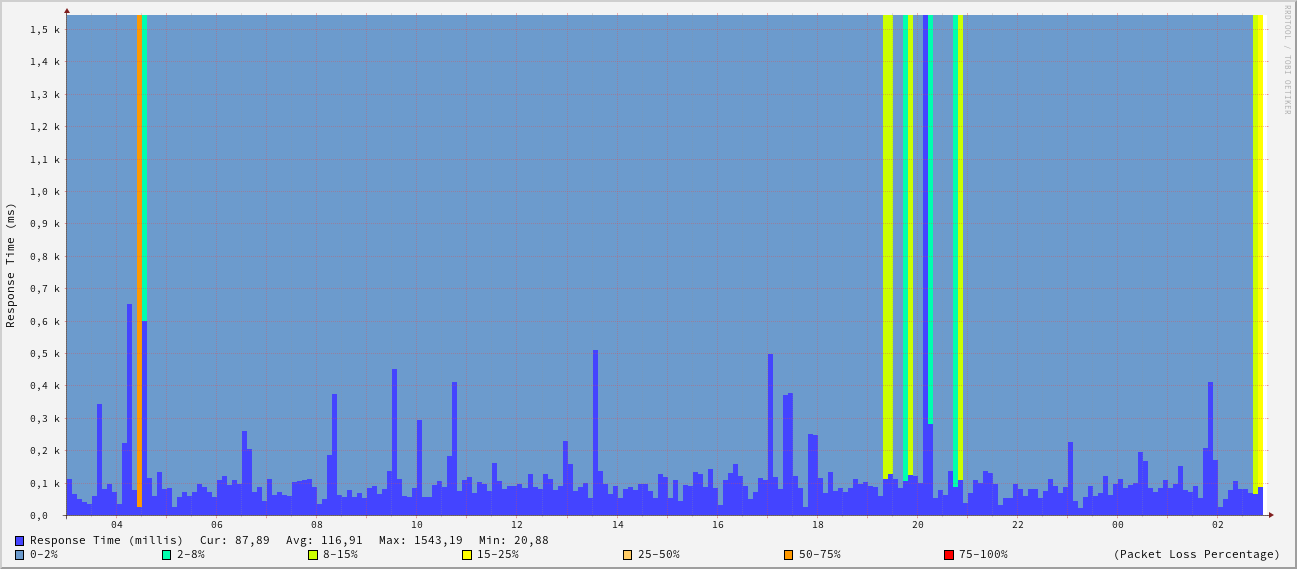 RRDTOOL / TOBI OETIKER
Response Time (ms)
1,5 k
1,4 k
1,3 k
1,2 k
1,1 k
1,0 k
0,9 k
0,8 k
0,7 k
0,6 k
0,5 k
0,4 k
0,3 k
0,2 k
0,1 k
0,0
04 06 08 10 12 14 16 18 20 22 00 02
Response Time (millis) Cur: 87,89 Avg: 116,91 Max: 1543,19 Min: 20,88
0-2% 2-8% 8-15% 15-25% 25-50% 50-75% 75-100% (Packet Loss Percentage)